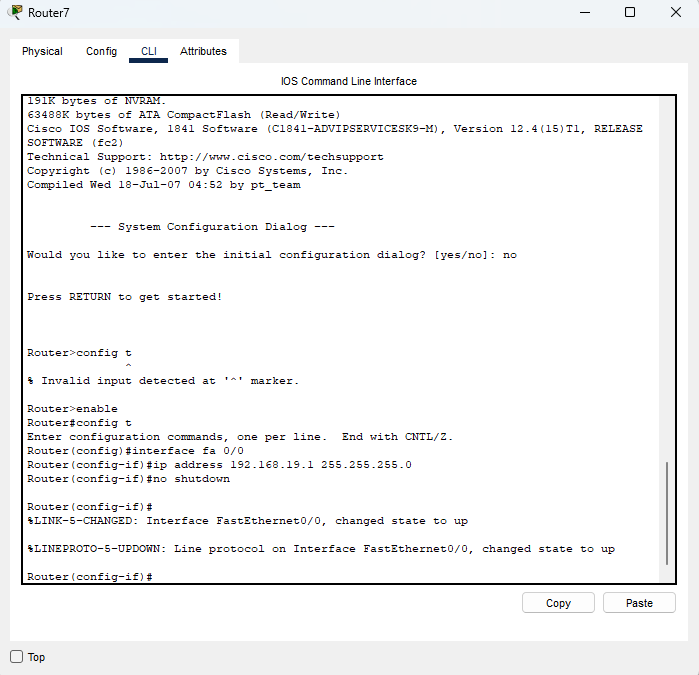 Router7
Physical Config CLI Attributes
IOS Command Line Interface
191K bytes of NVRAM.
63488K bytes of ATA CompactFlash (Read/Write)
Cisco IOS Software, 1841 Software (C1841-ADVIPSERVICESK9-M), Version 12.4(15)T1, RELEASE
SOFTWARE (fc2)
Technical Support: http://www.cisco.com/techsupport
Copyright (c) 1986-2007 by Cisco Systems, Inc.
Compiled Wed 18-Jul-07 04:52 by pt_team
--- System Configuration Dialog ---
Would you like to enter the initial configuration dialog? [yes/no]: no
Press RETURN to get started!
Router>config t
^
% Invalid input detected at '^' marker.
Router>enable
Router#config t
Enter configuration commands, one per line.  End with CNTL/Z.
Router(config)#interface fa 0/0
Router(config-if)#ip address 192.168.19.1 255.255.255.0
Router(config-if)#no shutdown
Router(config-if)#
%LINK-5-CHANGED: Interface FastEthernet0/0, changed state to up
%LINEPROTO-5-UPDOWN: Line protocol on Interface FastEthernet0/0, changed state to up
Router(config-if)#
Copy Paste
Top